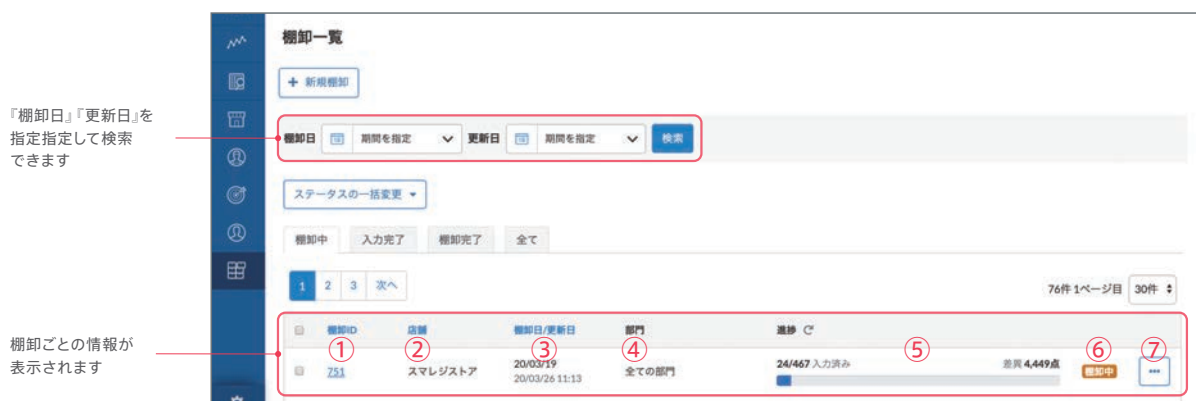 棚卸一覧
+ 新規棚卸
『棚卸日』『更新日』を
指定指定して検索
できます
棚卸日 期間を指定 更新日 期間を指定 検索
ステータスの一括変更
棚卸中 入力完了 棚卸完了 全て
1 2 3 次へ
76件 1ページ目 30件
棚卸ごとの情報が
表示されます
棚卸ID 店舗 棚卸日/更新日 部門 進捗
① ② ③ ④ ⑤ ⑥ ⑦
751 スマレジストア 20/03/19 全ての部門 24/467 入力済み 差異 4,449点 棚卸中 •••
20/03/26 11:13